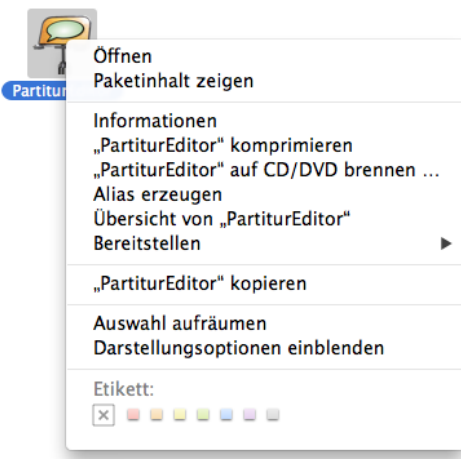 Partitur
Öffnen
Paketinhalt zeigen
Informationen
„PartiturEditor“ komprimieren
„PartiturEditor“ auf CD/DVD brennen ...
Alias erzeugen
Übersicht von „PartiturEditor“
Bereitstellen
„PartiturEditor“ kopieren
Auswahl aufräumen
Darstellungsoptionen einblenden
Etikett: